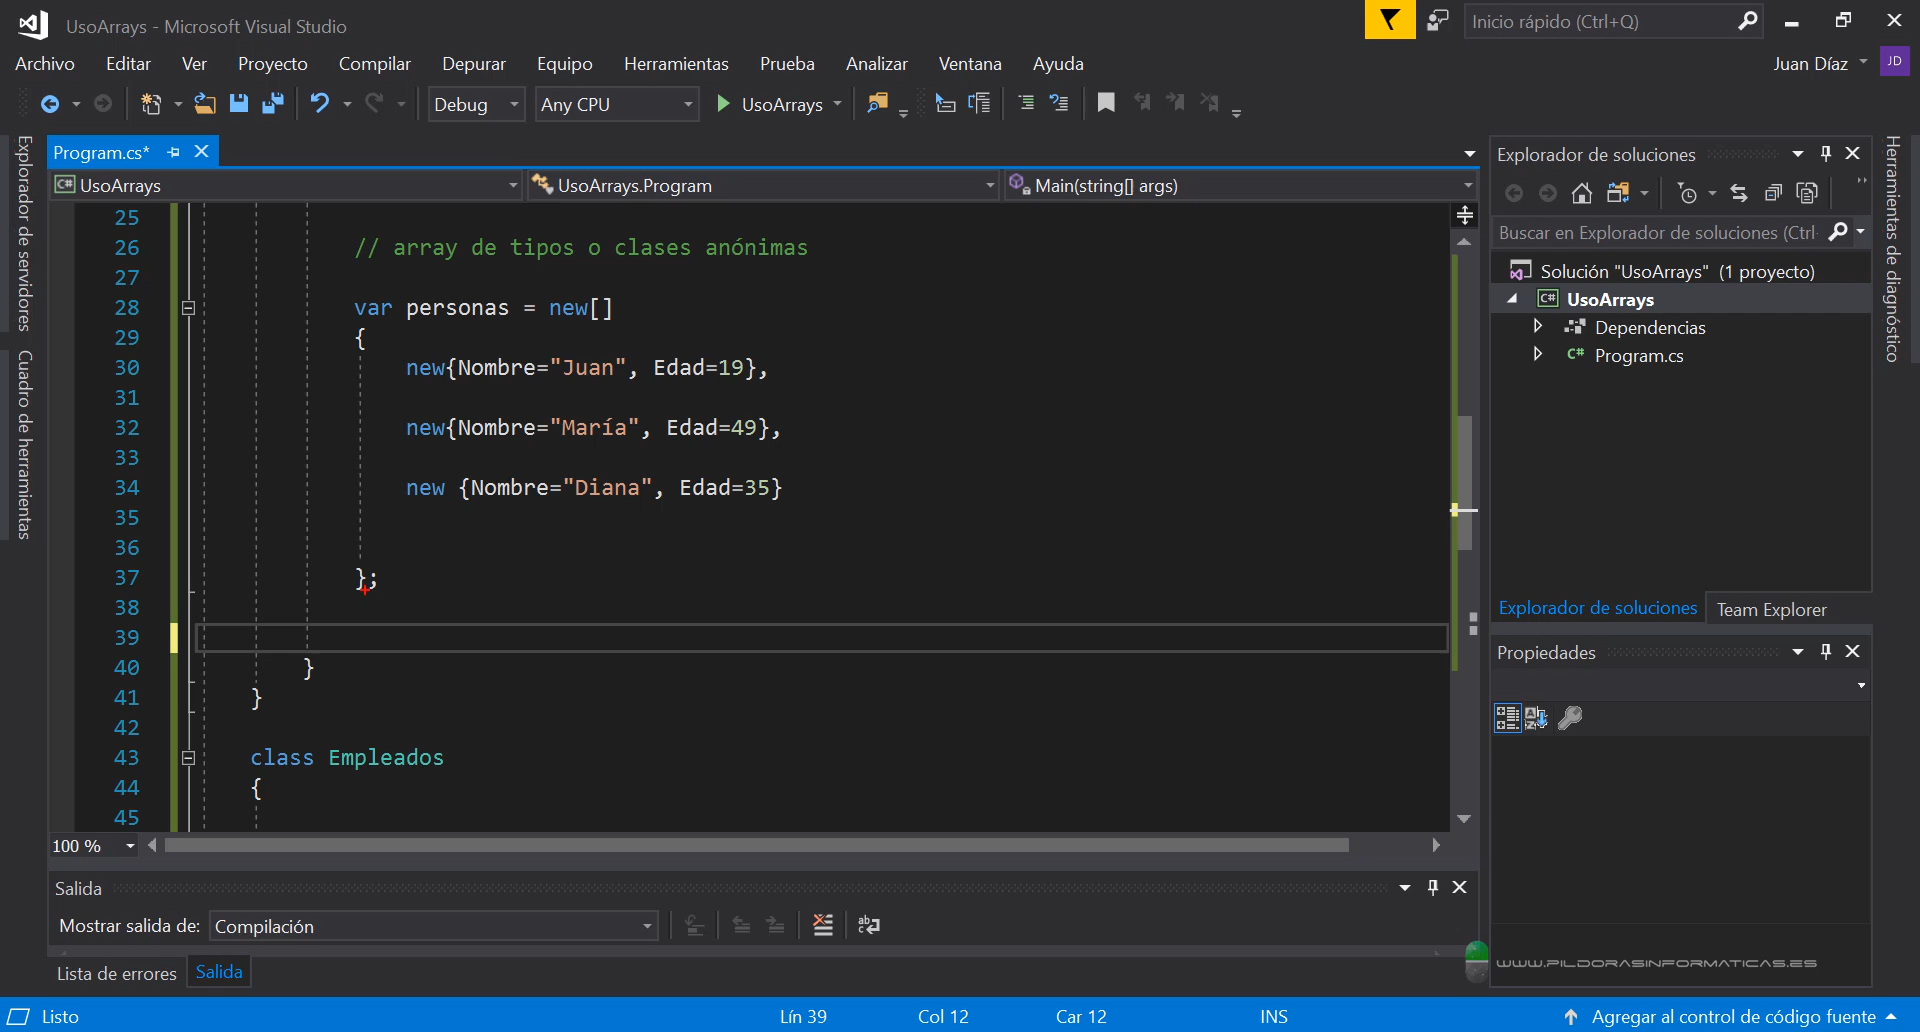 UsoArrays - Microsoft Visual Studio
Inicio rápido (Ctrl+Q)
Archivo Editar Ver Proyecto Compilar Depurar Equipo Herramientas Prueba Analizar Ventana Ayuda
Juan Díaz JD
Debug Any CPU UsoArrays
Explorador de servidores
Cuadro de herramientas
Program.cs*
UsoArrays UsoArrays.Program Main(string[] args)
25
26 // array de tipos o clases anónimas
27
28 var personas = new[]
29 {
30 new{Nombre="Juan", Edad=19},
31
32 new{Nombre="María", Edad=49},
33
34 new {Nombre="Diana", Edad=35}
35
36
37 };
38
39
40 }
41 }
42
43 class Empleados
44 {
45
100 %
Salida
Mostrar salida de: Compilación
Lista de errores Salida
Explorador de soluciones
Buscar en Explorador de soluciones (Ctrl
Solución "UsoArrays" (1 proyecto)
C# UsoArrays
Dependencias
C# Program.cs
Explorador de soluciones Team Explorer
Propiedades
Herramientas de diagnóstico
WWW.PILDORASINFORMATICAS.ES
Listo Lín 39 Col 12 Car 12 INS Agregar al control de código fuente